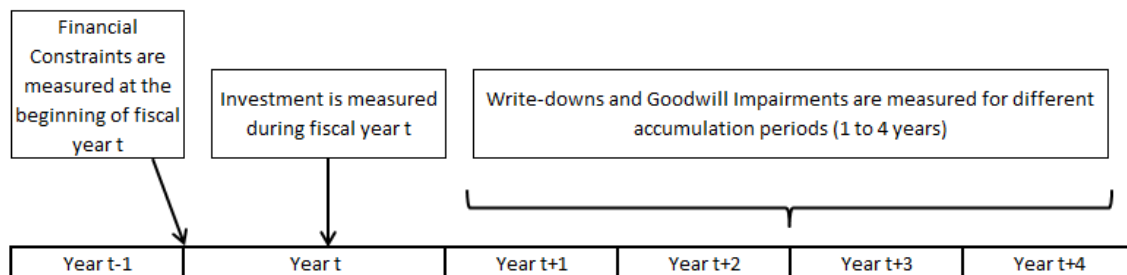 Financial
Constraints are
measured at the
beginning of fiscal
year t
Investment is measured
during fiscal year t
Write-downs and Goodwill Impairments are measured for different
accumulation periods (1 to 4 years)
Year t-1
Year t
Year t+1
Year t+2
Year t+3
Year t+4